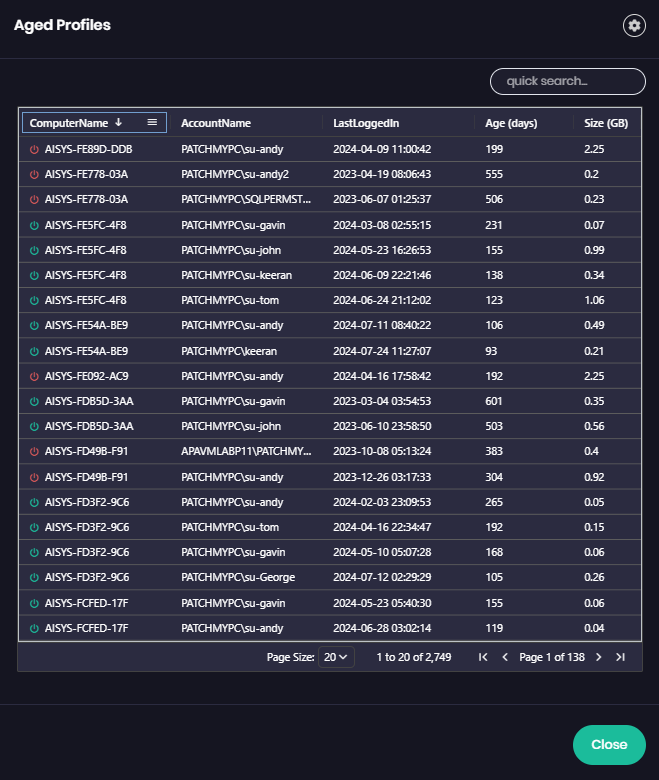 Aged Profiles
quick search...
ComputerName AccountName LastLoggedIn Age (days) Size (GB)
AISYS-FE89D-DDB PATCHMYPC\su-andy 2024-04-09 11:00:42 199 2.25
AISYS-FE778-03A PATCHMYPC\su-andy2 2023-04-19 08:06:43 555 0.2
AISYS-FE778-03A PATCHMYPC\SQLPERMST... 2023-06-07 01:25:37 506 0.23
AISYS-FE5FC-4F8 PATCHMYPC\su-gavin 2024-03-08 02:55:15 231 0.07
AISYS-FE5FC-4F8 PATCHMYPC\su-john 2024-05-23 16:26:53 155 0.99
AISYS-FE5FC-4F8 PATCHMYPC\su-keeran 2024-06-09 22:21:46 138 0.34
AISYS-FE5FC-4F8 PATCHMYPC\su-tom 2024-06-24 21:12:02 123 1.06
AISYS-FE54A-BE9 PATCHMYPC\su-andy 2024-07-11 08:40:22 106 0.49
AISYS-FE54A-BE9 PATCHMYPC\keeran 2024-07-24 11:27:07 93 0.21
AISYS-FE092-AC9 PATCHMYPC\su-andy 2024-04-16 17:58:42 192 2.25
AISYS-FDB5D-3AA PATCHMYPC\su-gavin 2023-03-04 03:54:53 601 0.35
AISYS-FDB5D-3AA PATCHMYPC\su-john 2023-06-10 23:58:50 503 0.56
AISYS-FD49B-F91 APAVMLABP11\PATCHMY... 2023-10-08 05:13:24 383 0.4
AISYS-FD49B-F91 PATCHMYPC\su-andy 2023-12-26 03:17:33 304 0.92
AISYS-FD3F2-9C6 PATCHMYPC\su-andy 2024-02-03 23:09:53 265 0.05
AISYS-FD3F2-9C6 PATCHMYPC\su-tom 2024-04-16 22:34:47 192 0.15
AISYS-FD3F2-9C6 PATCHMYPC\su-gavin 2024-05-10 05:07:28 168 0.06
AISYS-FD3F2-9C6 PATCHMYPC\su-George 2024-07-12 02:29:29 105 0.26
AISYS-FCFED-17F PATCHMYPC\su-gavin 2024-05-23 05:40:30 155 0.06
AISYS-FCFED-17F PATCHMYPC\su-andy 2024-06-28 03:02:14 119 0.04
Page Size: 20 1 to 20 of 2,749 Page 1 of 138
Close